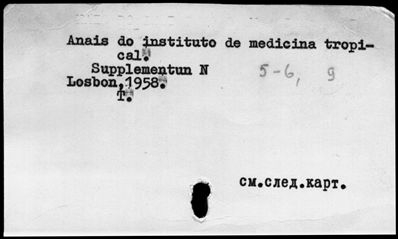 Anais do instituto de medicina tropi-
cal.
Supplementun N 5-6, 9
Losbon,1958.
T.
см.след.карт.